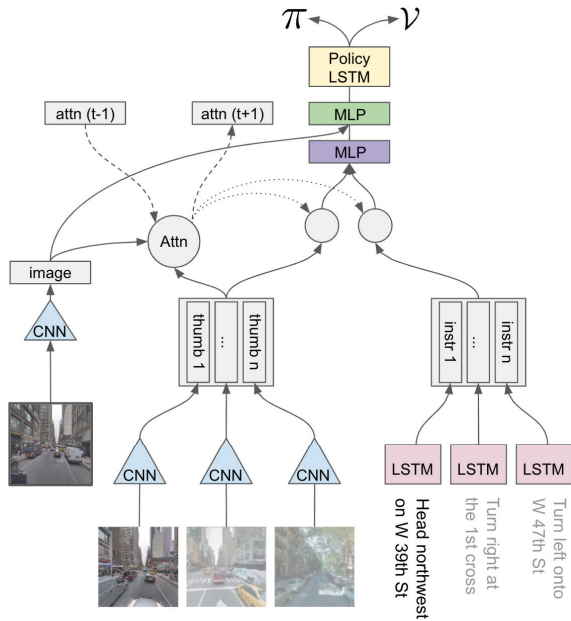 π ν
Policy
LSTM
attn (t-1)
attn (t+1)
MLP
MLP
Attn
image
CNN
thumb 1
...
thumb n
instr 1
...
instr n
CNN
CNN
CNN
LSTM
LSTM
LSTM
Head northwest
on W 39th St
Turn right at
the 1st cross
Turn left onto
W 47th St